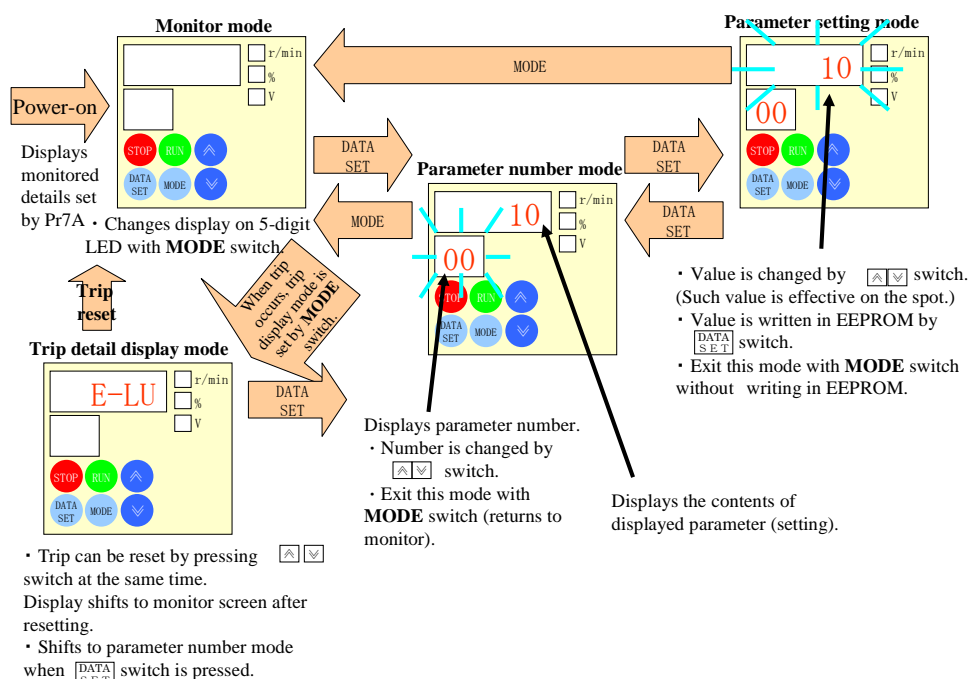 Monitor mode
r/min
%
V
STOP
RUN
DATA
SET
MODE
Power-on
Displays
monitored
details set
by Pr7A
・Changes display on 5-digit
LED with MODE switch.
MODE
Parameter setting mode
10
00
r/min
%
V
STOP
RUN
DATA
SET
MODE
DATA
SET
MODE
Parameter number mode
10
00
r/min
%
V
STOP
RUN
DATA
SET
MODE
DATA
SET
DATA
SET
・Value is changed by switch.
(Such value is effective on the spot.)
・Value is written in EEPROM by
DATA
SET switch.
・Exit this mode with MODE switch
without writing in EEPROM.
Trip
reset
When trip
occurs, trip
display mode is
set by MODE
switch.
Trip detail display mode
E-LU
r/min
%
V
STOP
RUN
DATA
SET
MODE
DATA
SET
Displays parameter number.
・Number is changed by
switch.
・Exit this mode with
MODE switch (returns to
monitor).
Displays the contents of
displayed parameter (setting).
・Trip can be reset by pressing
switch at the same time.
Display shifts to monitor screen after
resetting.
・Shifts to parameter number mode
when DATA
SET switch is pressed.